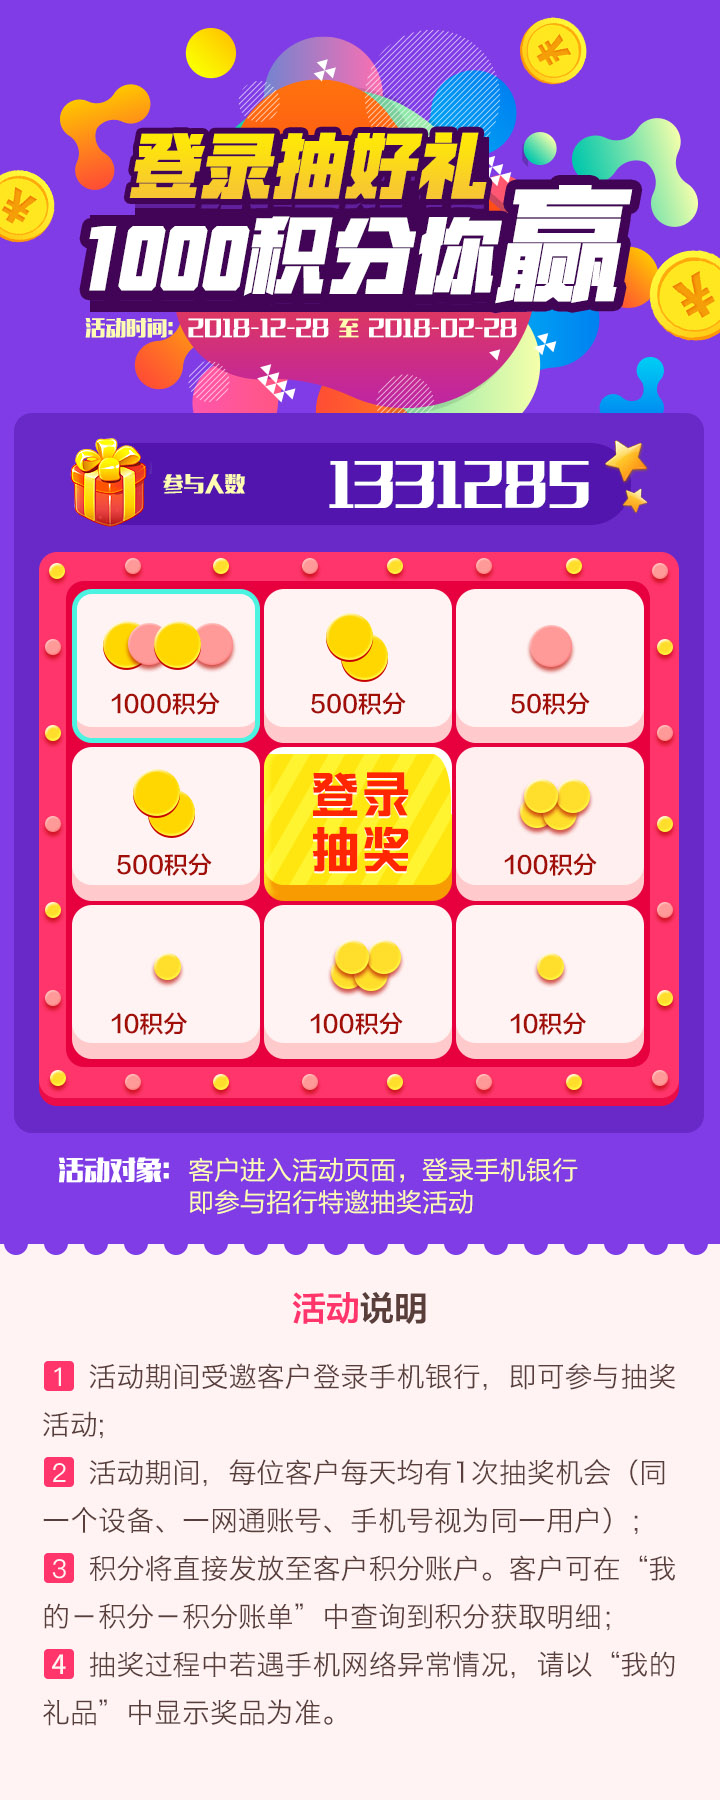 登录抽好礼
1000积分你赢
活动时间: 2018-12-28 至 2018-02-28
参与人数 1331285
1000积分 500积分 50积分
500积分 登录抽奖 100积分
10积分 100积分 10积分
活动对象: 客户进入活动页面，登录手机银行
即参与招行特邀抽奖活动
活动说明
1 活动期间受邀客户登录手机银行，即可参与抽奖
活动;
2 活动期间，每位客户每天均有1次抽奖机会（同
一个设备、一网通账号、手机号视为同一用户）;
3 积分将直接发放至客户积分账户。客户可在“我
的－积分－积分账单”中查询到积分获取明细;
4 抽奖过程中若遇手机网络异常情况，请以“我的
礼品”中显示奖品为准。